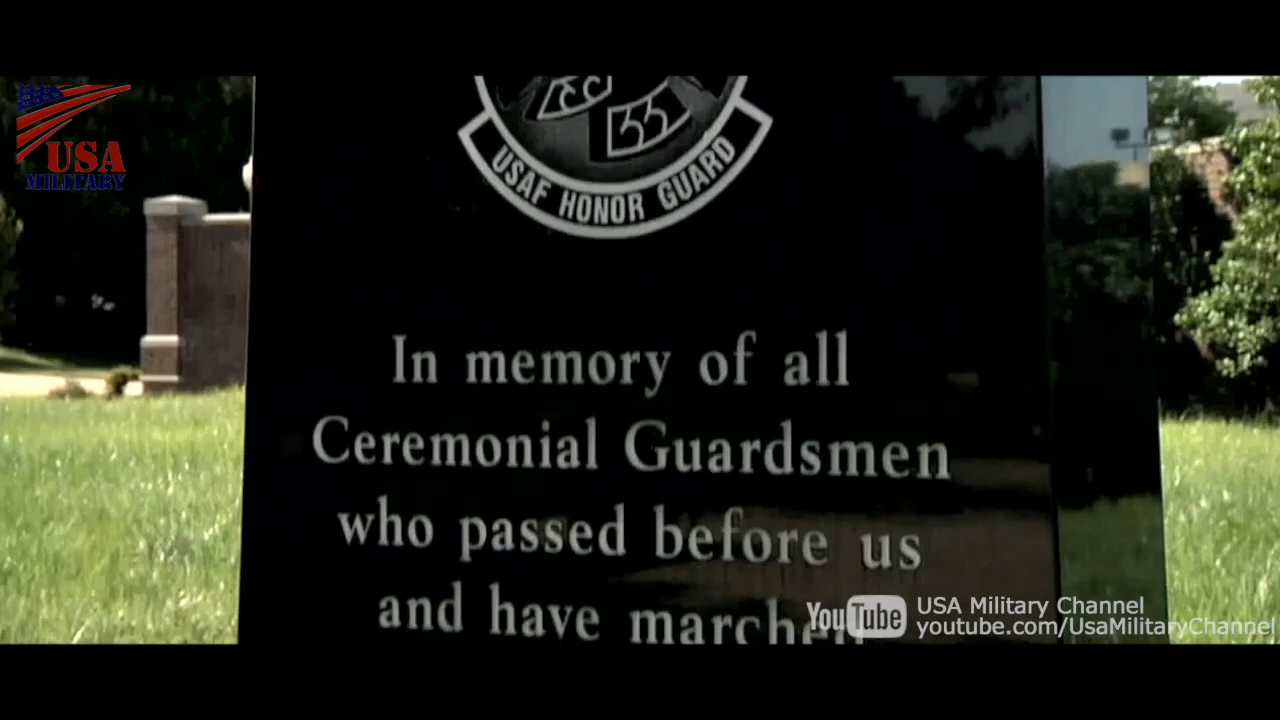 USA
MILITARY
USAF HONOR GUARD
In memory of all
Ceremonial Guardsmen
who passed before us
and have marched
YouTube
USA Military Channel
youtube.com/UsaMilitaryChannel